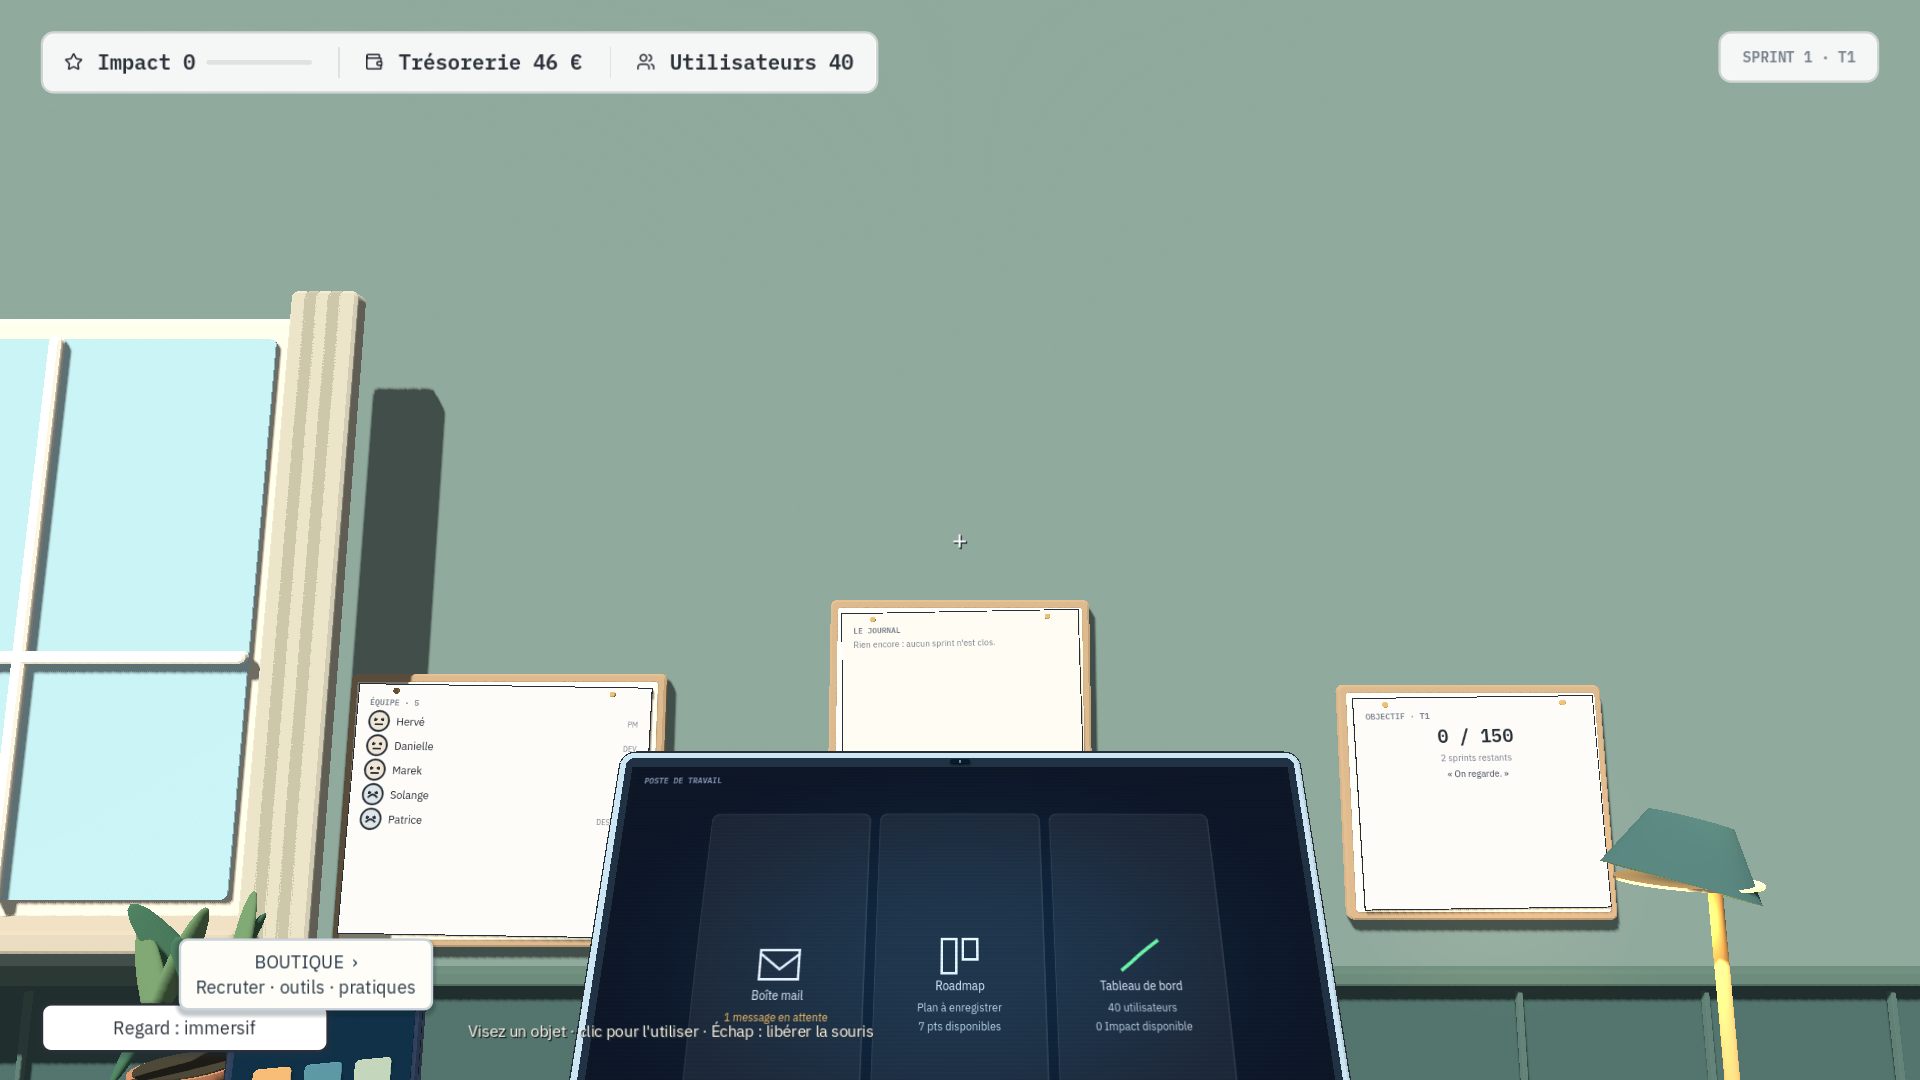 Impact 0
Trésorerie 46 €
Utilisateurs 40
SPRINT 1 · T1
LE JOURNAL
Rien encore : aucun sprint n'est clos.
ÉQUIPE · 5
Hervé PM
Danielle DEV
Marek
Solange
Patrice DES
OBJECTIF · T1
0 / 150
2 sprints restants
« On regarde. »
POSTE DE TRAVAIL
Boîte mail
1 message en attente
Roadmap
Plan à enregistrer
7 pts disponibles
Tableau de bord
40 utilisateurs
0 Impact disponible
BOUTIQUE ›
Recruter · outils · pratiques
Regard : immersif
Visez un objet · clic pour l'utiliser · Échap : libérer la souris